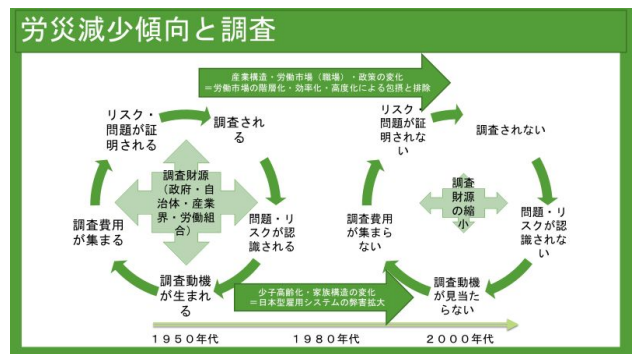 労災減少傾向と調査
産業構造・労働市場（職場）・政策の変化
＝労働市場の階層化・効率化・高度化による包摂と排除
リスク・
問題が証
明される
調査され
る
調査財源
（政府・自
治体・産業
界・労働組
合）
調査費用
が集まる
問題・リ
スクが認
識される
調査動機
が生まれ
る
リスク・
問題が証
明されな
い
調査されない
調査
財源
の縮
小
調査費用
が集まら
ない
問題・リ
スクが認
識されな
い
調査動機
が見当た
らない
少子高齢化・家族構造の変化
＝日本型雇用システムの弊害拡大
１９５０年代
１９８０年代
２０００年代